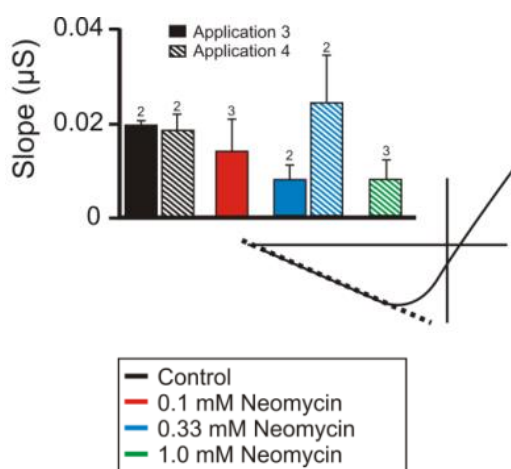 0.04
Application 3
Application 4
Slope (µS)
0.02
0
2
2
3
2
2
3
Control
0.1 mM Neomycin
0.33 mM Neomycin
1.0 mM Neomycin